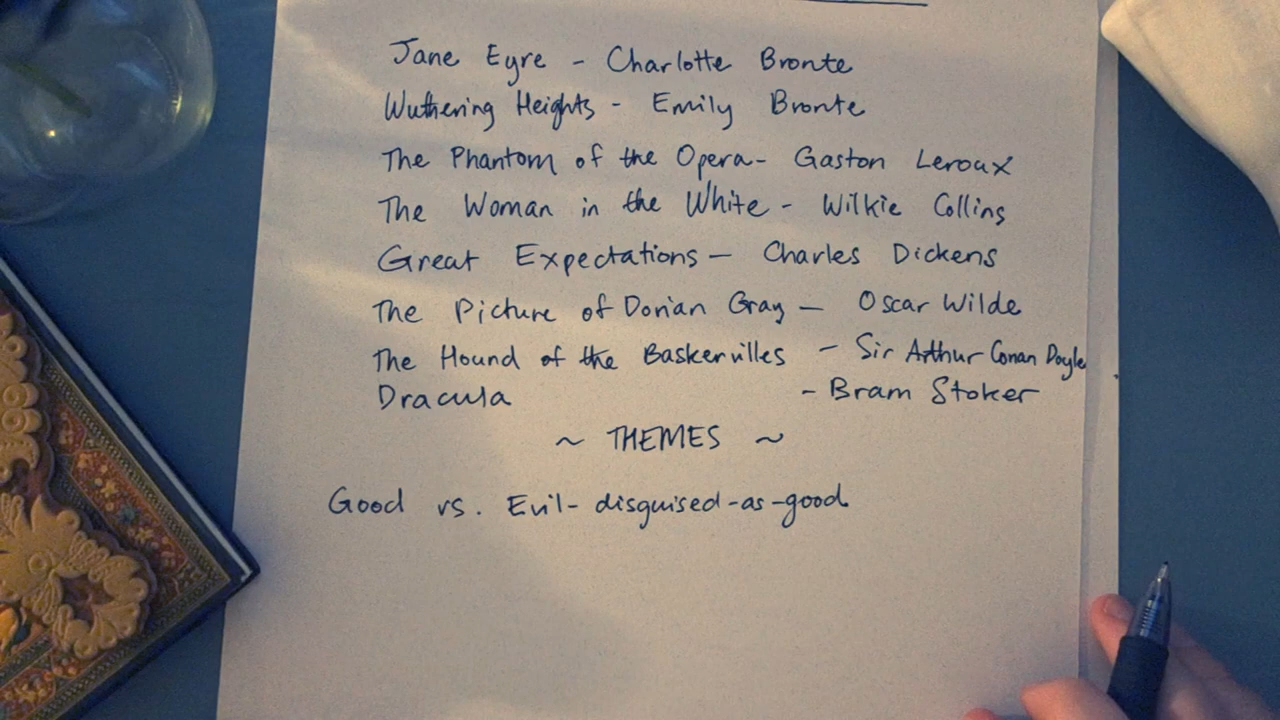 Jane Eyre - Charlotte Bronte
Wuthering Heights - Emily Bronte
The Phantom of the Opera - Gaston Leroux
The Woman in the White - Wilkie Collins
Great Expectations - Charles Dickens
The Picture of Dorian Gray - Oscar Wilde
The Hound of the Baskervilles - Sir Arthur Conan Doyle
Dracula - Bram Stoker
~ THEMES ~
Good vs. Evil-disguised-as-good